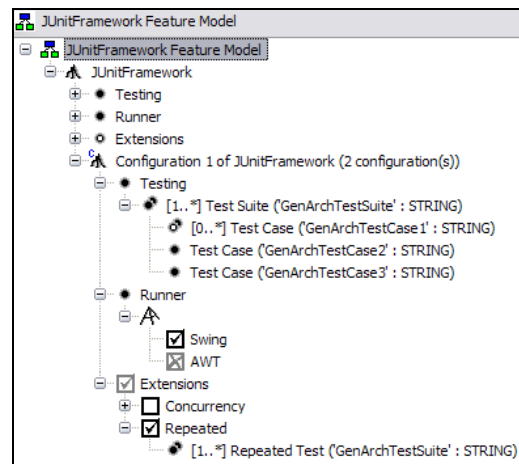 JUnitFramework Feature Model
JUnitFramework Feature Model
JUnitFramework
Testing
Runner
Extensions
C Configuration 1 of JUnitFramework (2 configuration(s))
Testing
[1..*] Test Suite ('GenArchTestSuite' : STRING)
[0..*] Test Case ('GenArchTestCase1' : STRING)
Test Case ('GenArchTestCase2' : STRING)
Test Case ('GenArchTestCase3' : STRING)
Runner
Swing
AWT
Extensions
Concurrency
Repeated
[1..*] Repeated Test ('GenArchTestSuite' : STRING)